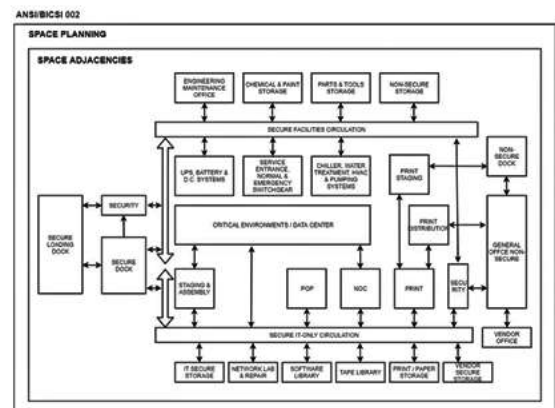 ANSI/BICSI 002
SPACE PLANNING
SPACE ADJACENCIES
ENGINEERING
MAINTENANCE
OFFICE
CHEMICAL & PAINT
STORAGE
PARTS & TOOLS
STORAGE
NON-SECURE
STORAGE
SECURE FACILITIES CIRCULATION
UPS, BATTERY &
D.C. SYSTEMS
SERVICE
ENTRANCE,
NORMAL &
EMERGENCY
SWITCHGEAR
CHILLER, WATER
TREATMENT, HVAC
& PUMPING
SYSTEMS
PRINT
STAGING
NON-
SECURE
DOCK
SECURITY
SECURE
LOADING
DOCK
SECURE
DOCK
CRITICAL ENVIRONMENTS / DATA CENTER
PRINT
DISTRIBUTION
GENERAL
OFFCE NON-
SECURE
STAGING &
ASSEMBLY
POP
NOC
PRINT
SECU
RITY
SECURE IT-ONLY CIRCULATION
VENDOR
OFFICE
IT SECURE
STORAGE
NETWORK LAB
& REPAIR
SOFTWARE
LIBRARY
TAPE LIBRARY
PRINT / PAPER
STORAGE
VENDOR
SECURE
STORAGE